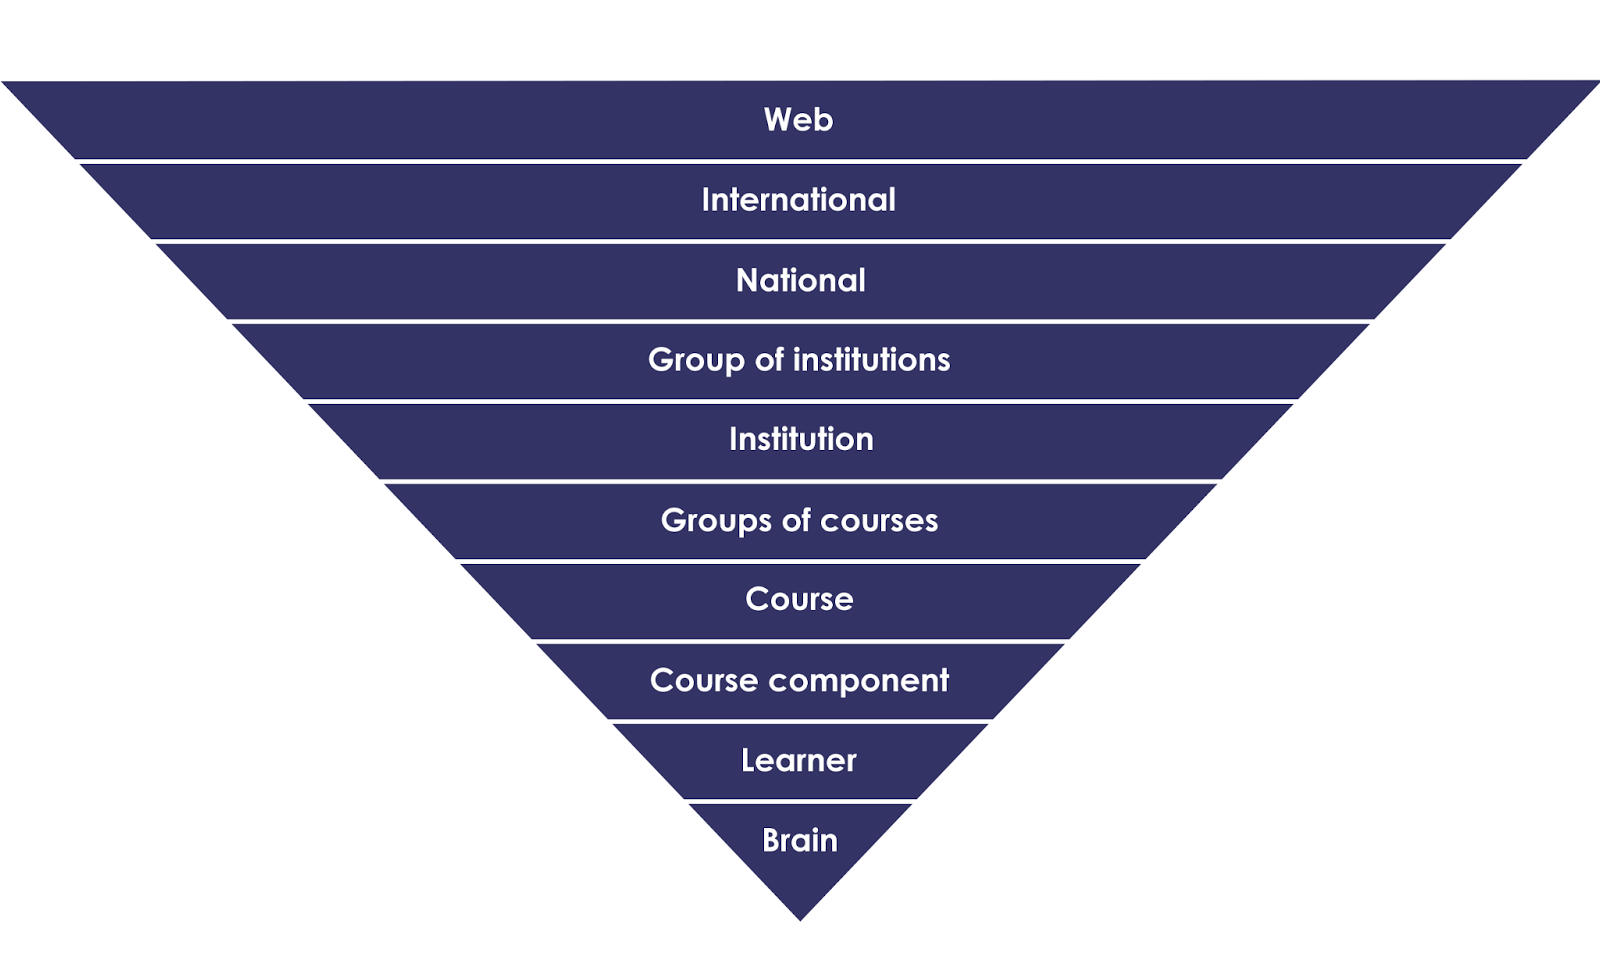 Web
International
National
Group of institutions
Institution
Groups of courses
Course
Course component
Learner
Brain